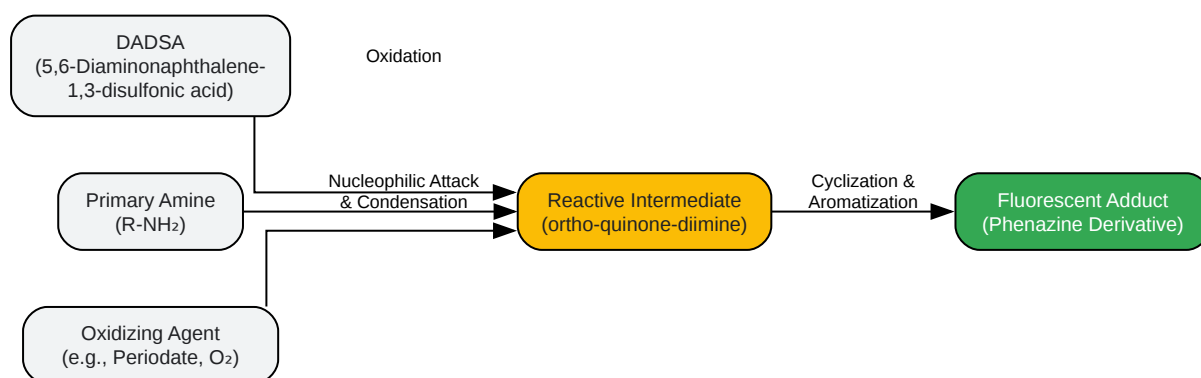 DADSA
(5,6-Diaminonaphthalene-
1,3-disulfonic acid)
Oxidation
Primary Amine
(R-NH₂)
Nucleophilic Attack
& Condensation
Reactive Intermediate
(ortho-quinone-diimine)
Cyclization &
Aromatization
Fluorescent Adduct
(Phenazine Derivative)
Oxidizing Agent
(e.g., Periodate, O₂)